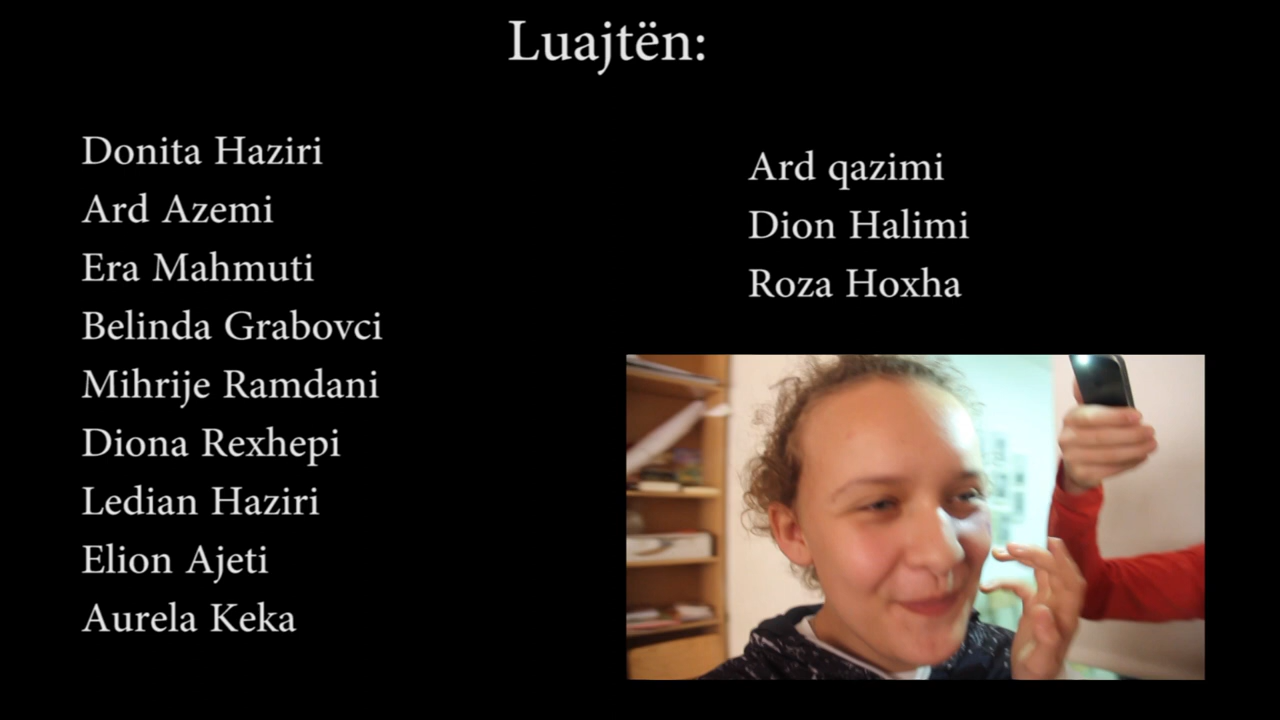 Luajtën:
Donita Haziri
Ard Azemi
Era Mahmuti
Belinda Grabovci
Mihrije Ramdani
Diona Rexhepi
Ledian Haziri
Elion Ajeti
Aurela Keka
Ard qazimi
Dion Halimi
Roza Hoxha